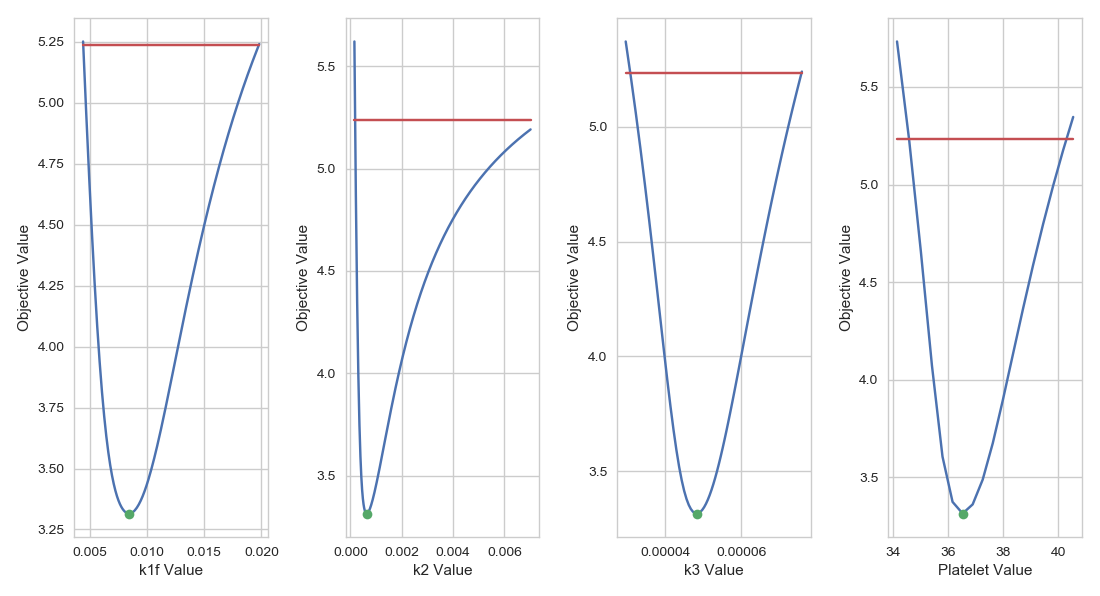 Objective Value
5.25
5.00
4.75
4.50
4.25
4.00
3.75
3.50
3.25
0.005 0.010 0.015 0.020
k1f Value
Objective Value
5.5
5.0
4.5
4.0
3.5
0.000 0.002 0.004 0.006
k2 Value
Objective Value
5.0
4.5
4.0
3.5
0.00004 0.00006
k3 Value
Objective Value
5.5
5.0
4.5
4.0
3.5
34 36 38 40
Platelet Value